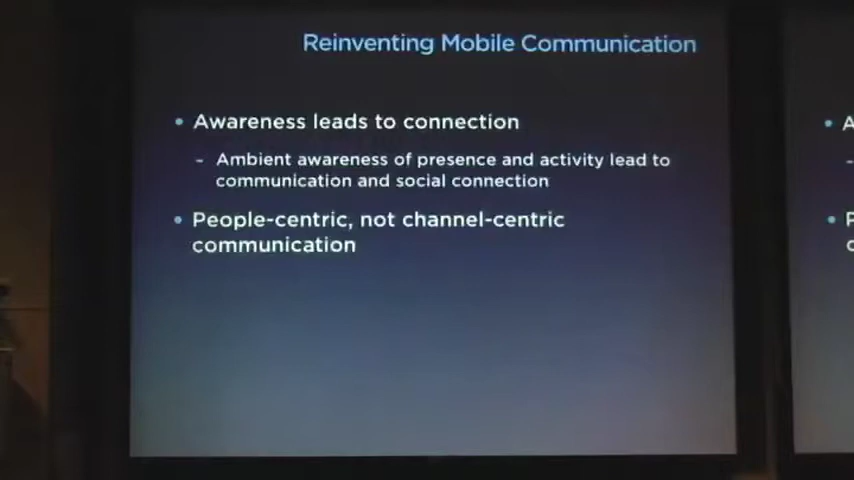 Reinventing Mobile Communication
• Awareness leads to connection
- Ambient awareness of presence and activity lead to
communication and social connection
• People-centric, not channel-centric
communication